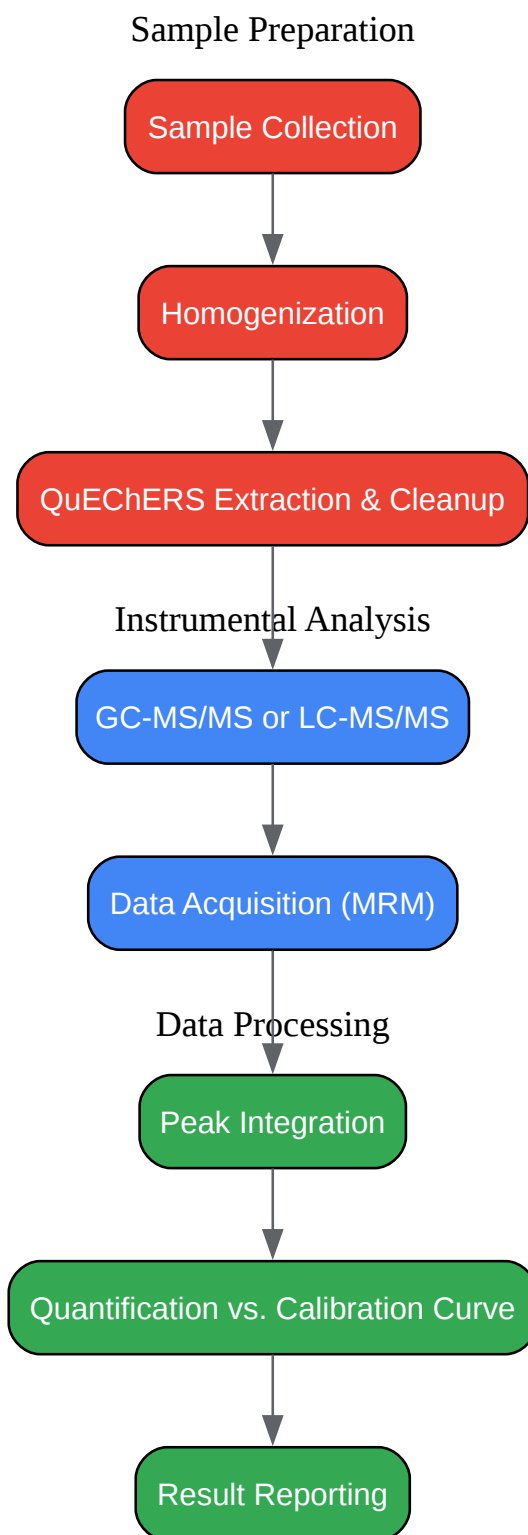 Sample Preparation
Sample Collection
Homogenization
QuEChERS Extraction & Cleanup
Instrumental Analysis
GC-MS/MS or LC-MS/MS
Data Acquisition (MRM)
Data Processing
Peak Integration
Quantification vs. Calibration Curve
Result Reporting